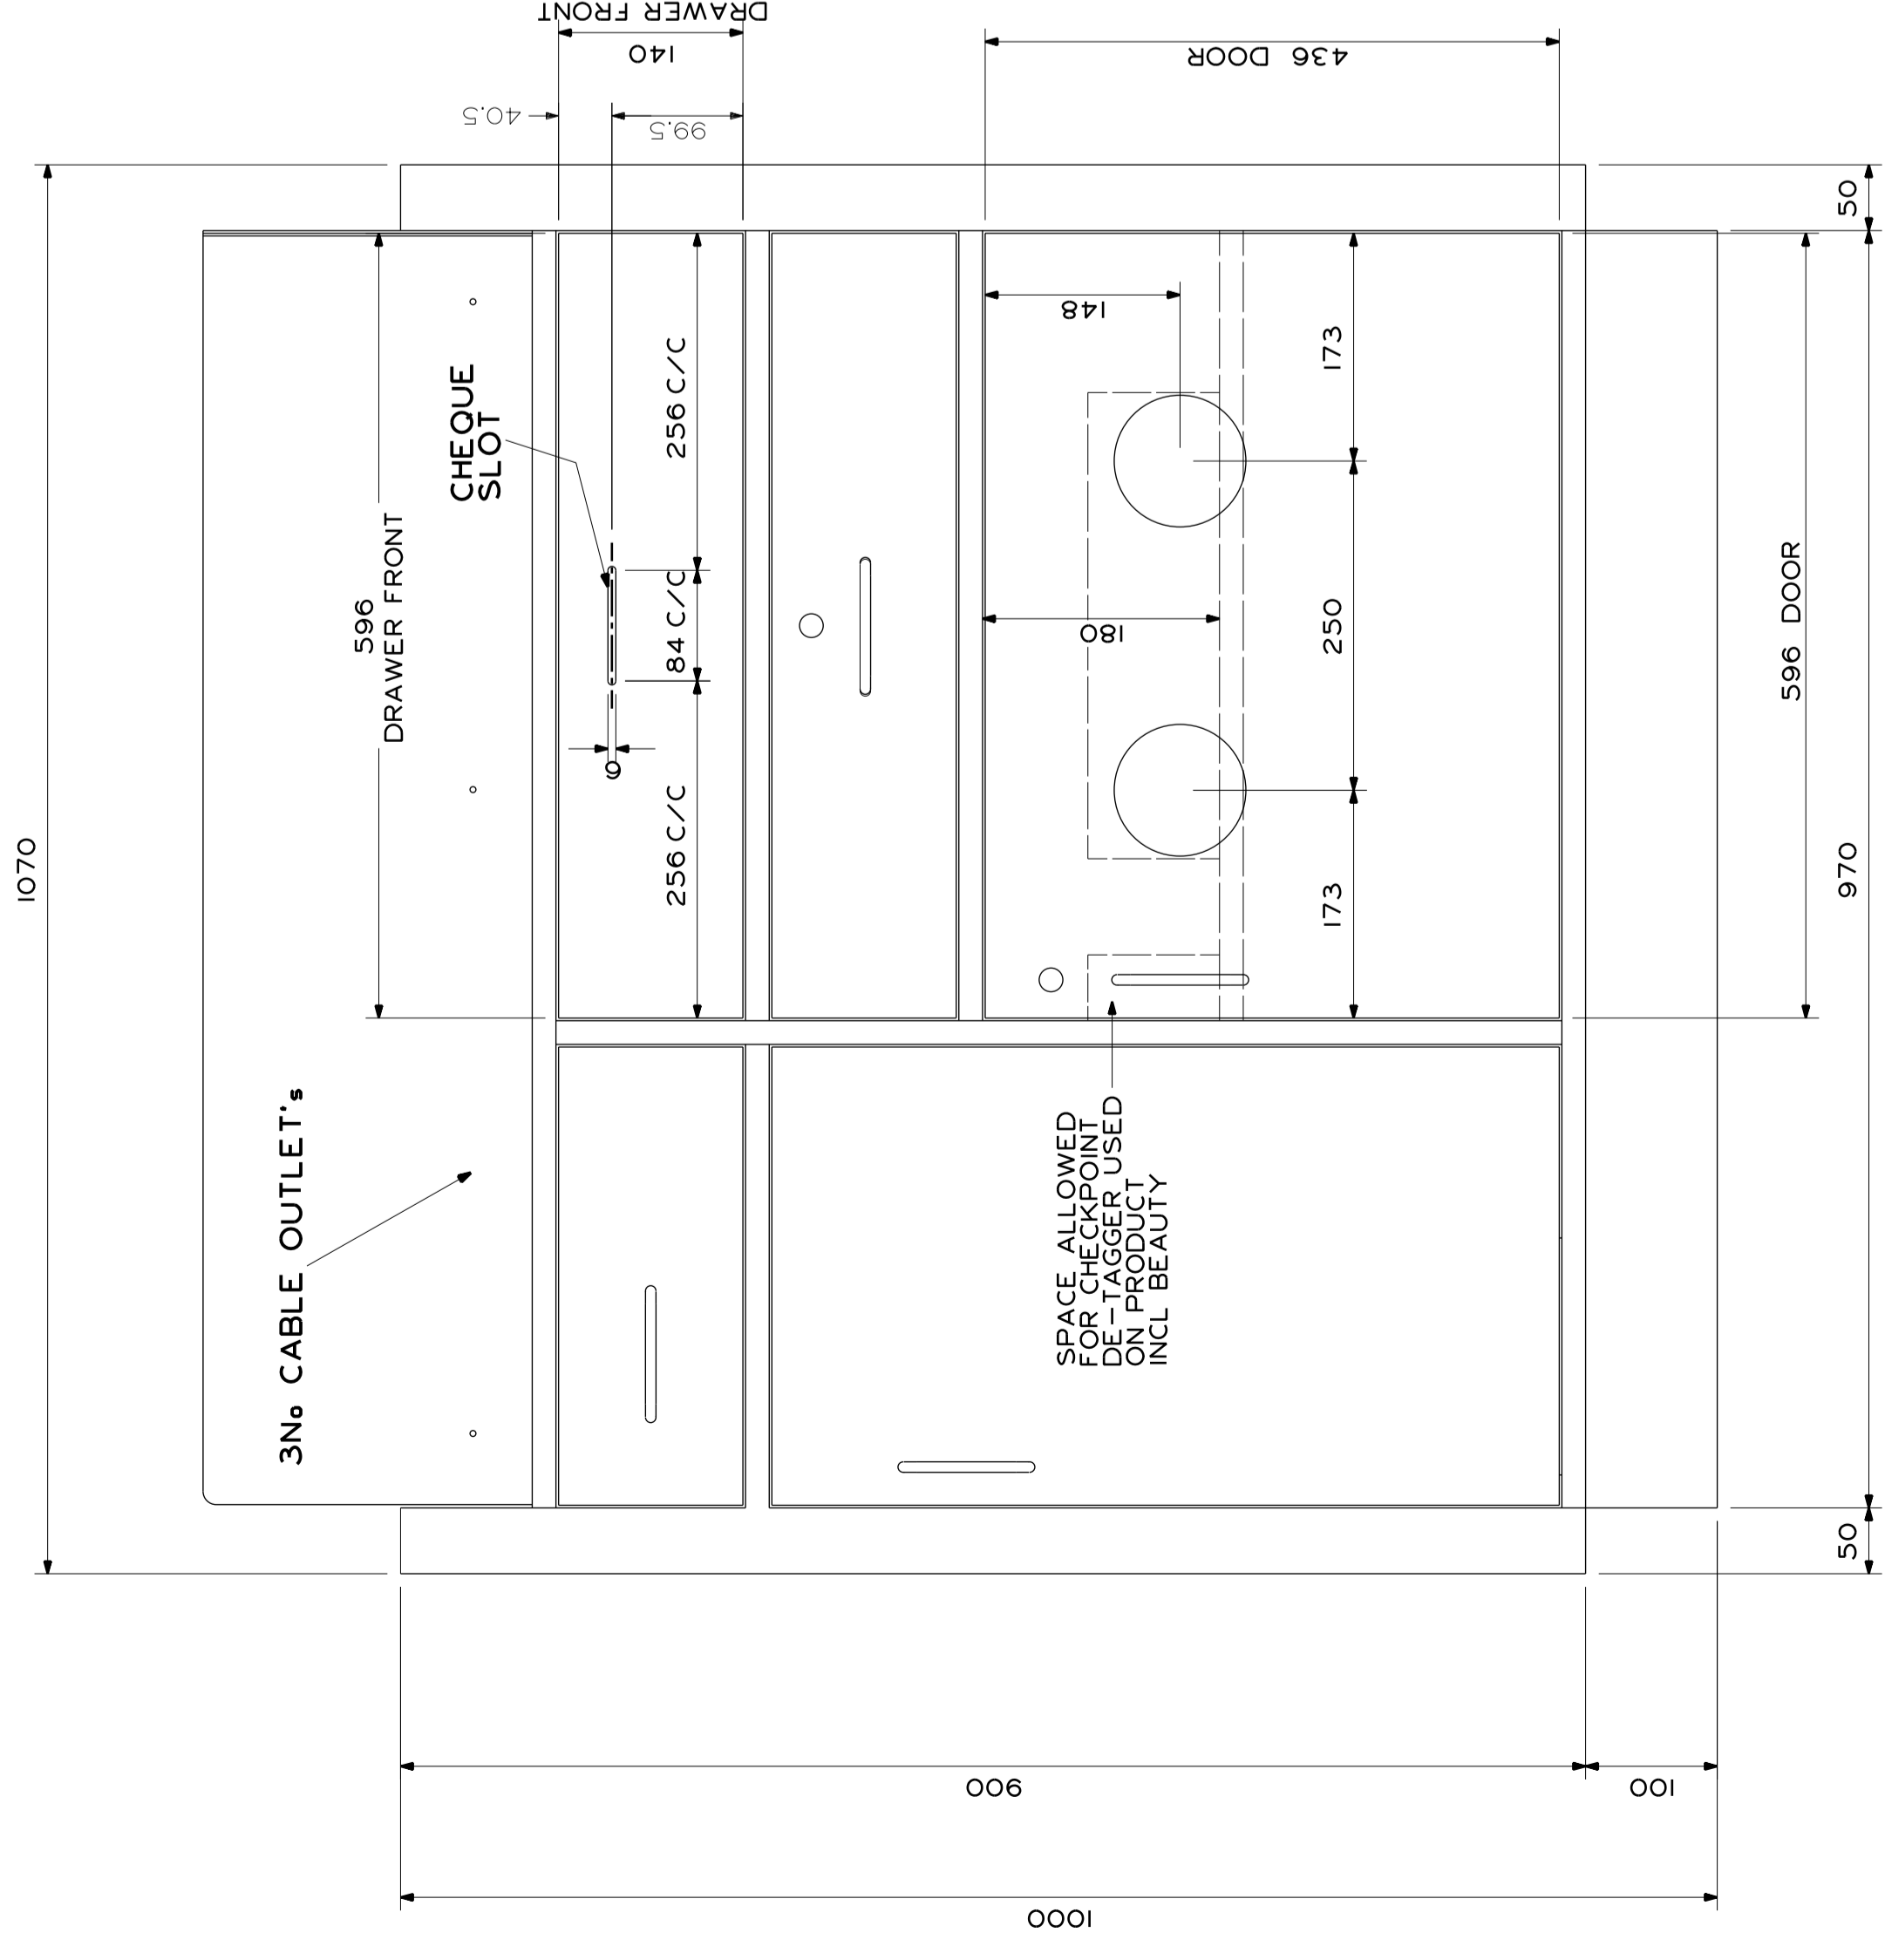 1070
3No CABLE OUTLET's
596
DRAWER FRONT
CHEQUE
SLOT
DRAWER FRONT
140
40.5
99.5
436 DOOR
256 C/C
84 C/C
256 C/C
9
148
180
173
250
173
SPACE ALLOWED
FOR CHECKPOINT
DE-TAGGER USED
ON PRODUCT
INCL BEAUTY
596 DOOR
50
970
50
900
100
1000